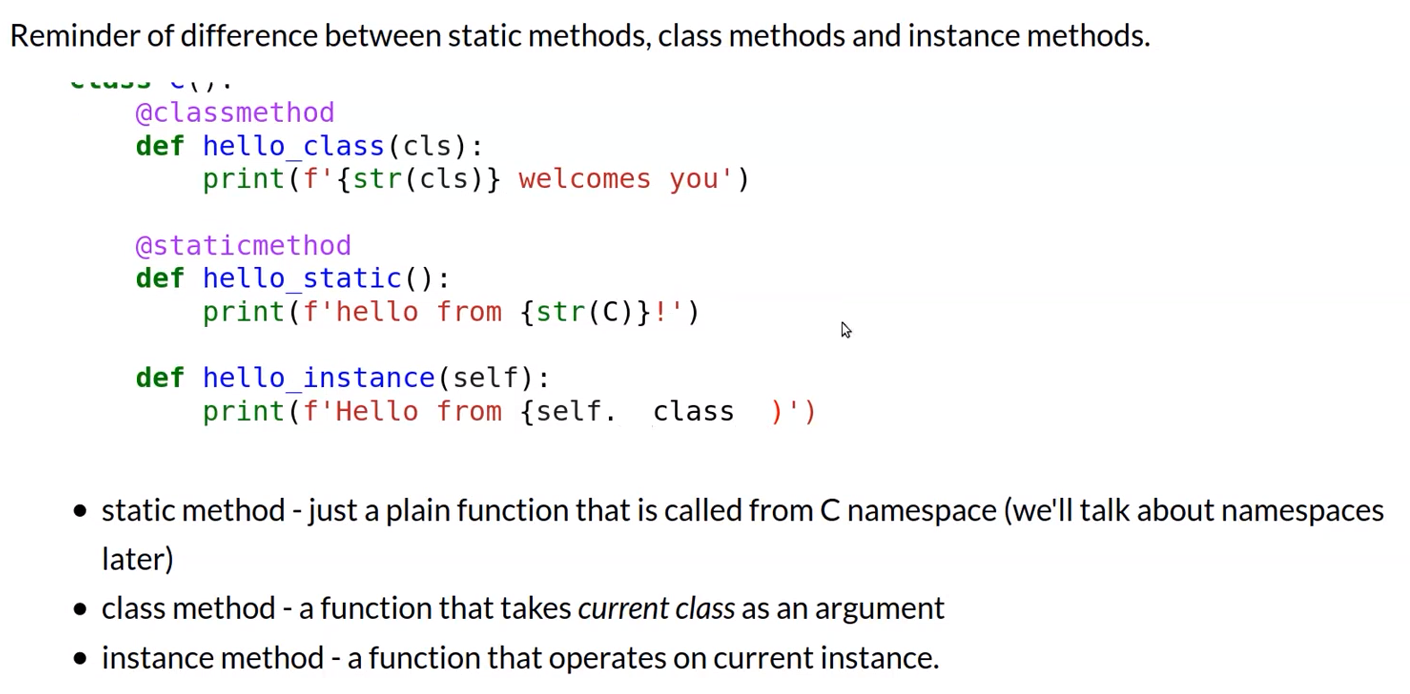 Reminder of difference between static methods, class methods and instance methods.
class C():
    @classmethod
    def hello_class(cls):
        print(f'{str(cls)} welcomes you')
    @staticmethod
    def hello_static():
        print(f'hello from {str(C)}!')
    def hello_instance(self):
        print(f'Hello from {self.  class  )')
• static method - just a plain function that is called from C namespace (we'll talk about namespaces
later)
• class method - a function that takes current class as an argument
• instance method - a function that operates on current instance.